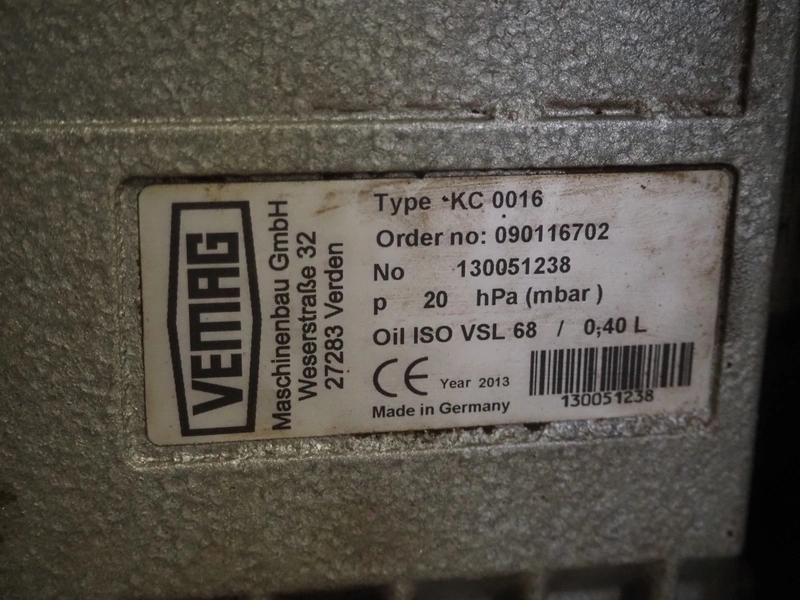 VEMAG
Maschinenbau GmbH
Weserstraße 32
27283 Verden
Type KC 0016
Order no: 090116702
No 130051238
p 20 hPa (mbar )
Oil ISO VSL 68 / 0,40 L
CE Year 2013
130051238
Made in Germany